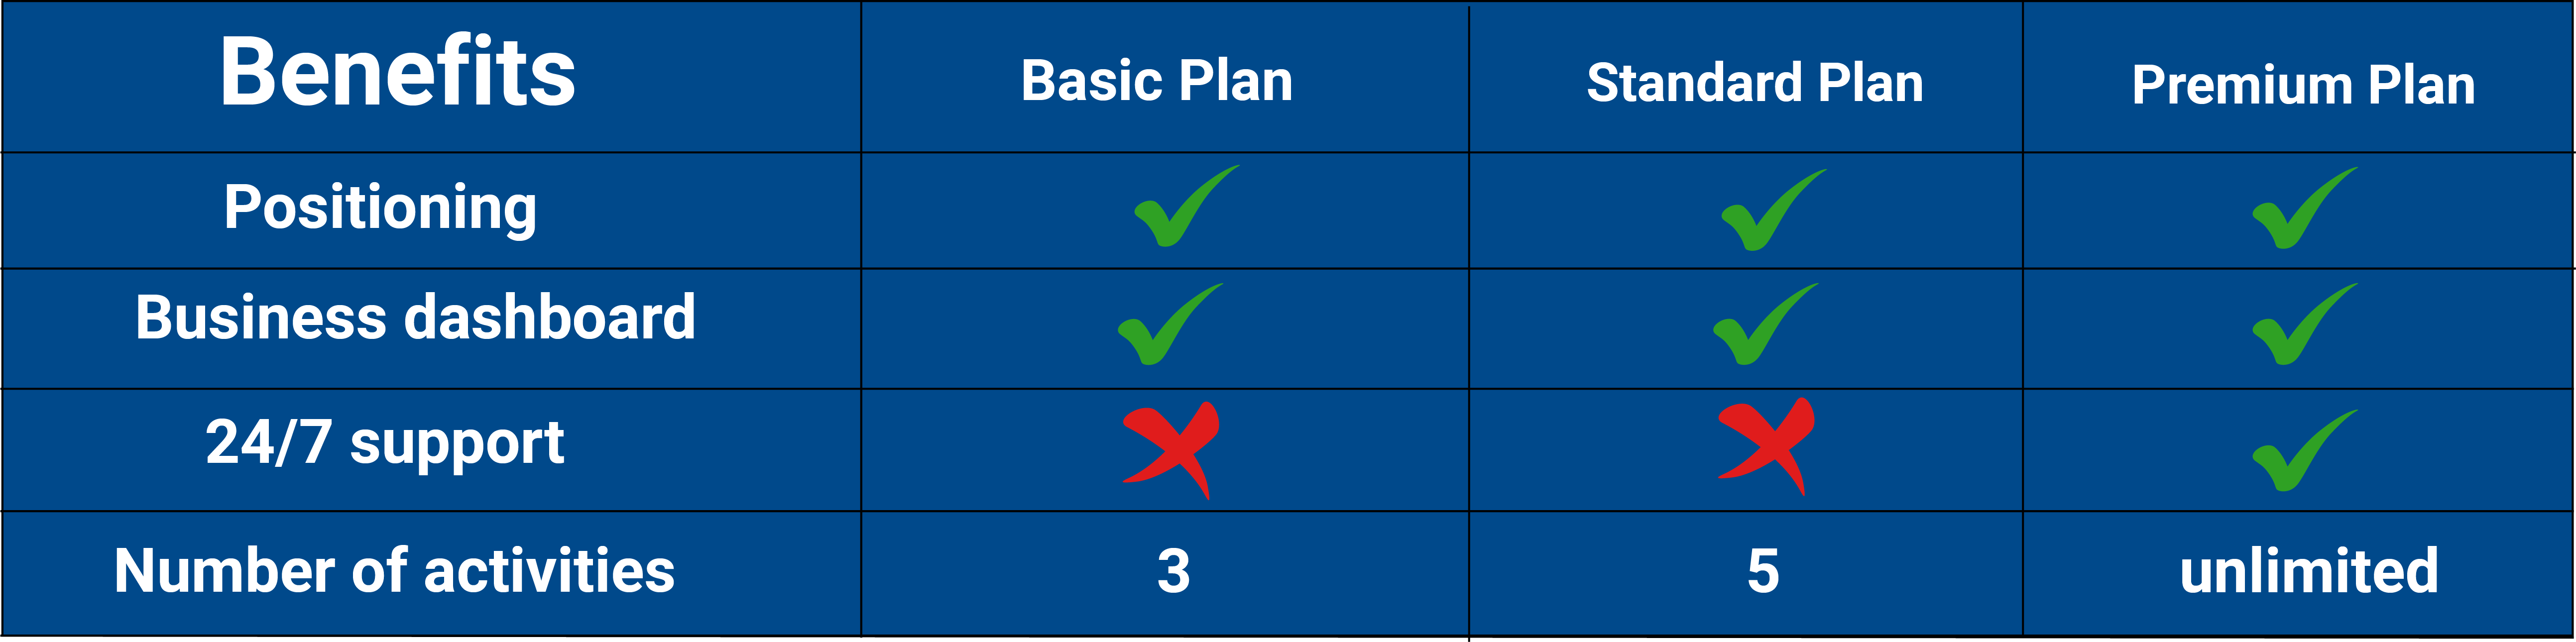 Benefits Basic Plan Standard Plan Premium Plan
Positioning
Business dashboard
24/7 support
Number of activities 3 5 unlimited